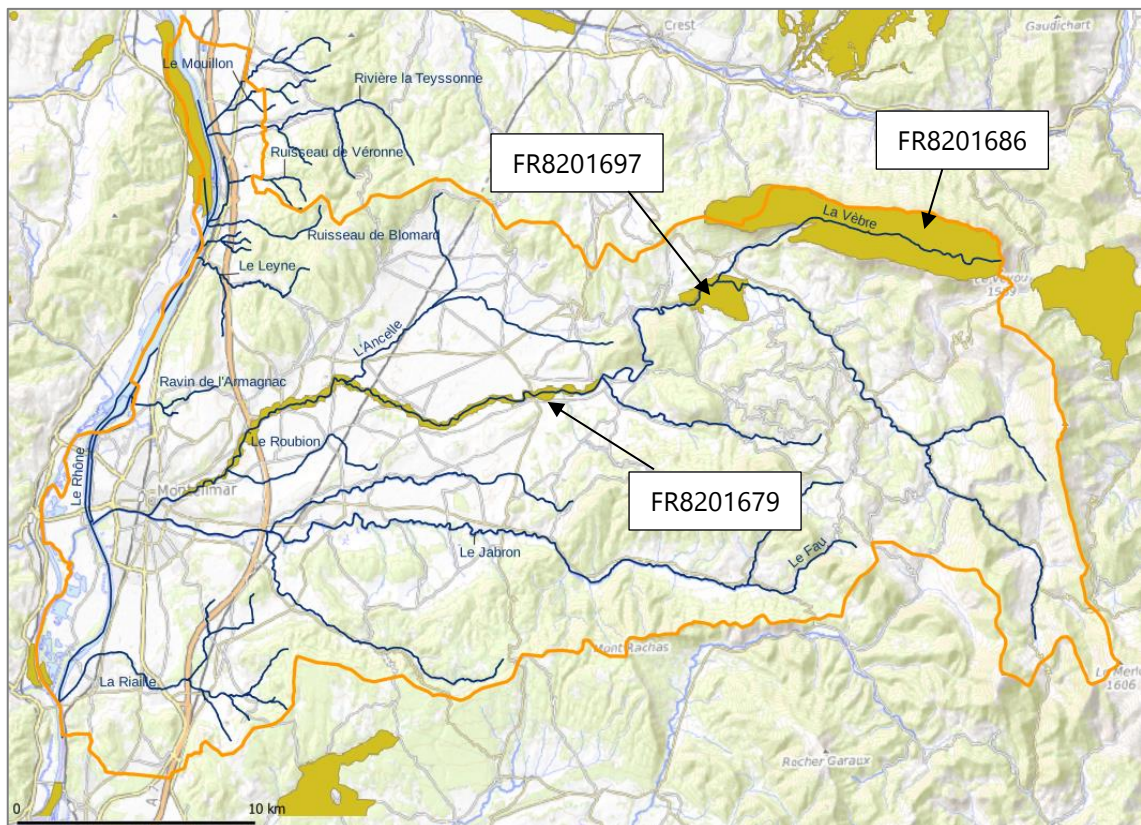 Crest
Gaudichart
Le Mouillon
Rivière la Teyssonne
FR8201697
FR8201686
Ruisseau de Véronne
La Vèbre
Ruisseau de Blomard
Le Leyne
L'Ancelle
Ravin de l'Armagnac
Le Roubion
Le Rhône
Montélimar
FR8201679
Le Jabron
Le Fau
Mont Rachas
La Riaille
1606
Rocher Garaux
0
10 km